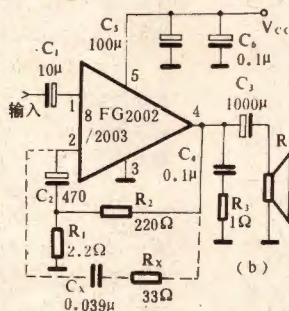 C₅
100μ
VCC
C₆
0.1μ
C₁
10μ
输入
1
5
8 FG2002
/2003
2
3
4
C₃
1000μ
C₄
0.1μ
R₃
1Ω
R
C₂
470
R₂
220Ω
R₁
2.2Ω
Cx
0.039μ
Rx
33Ω
(b)